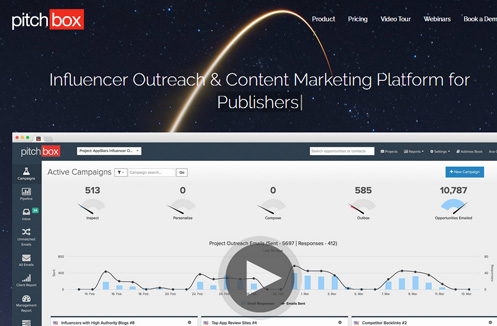 pitchbox
Product Pricing Video Tour Webinars Book a Dem
Influencer Outreach & Content Marketing Platform for
Publishers
pitchbox
Search opportunities or contacts
Projects Reports Settings Address Book
Active Campaigns
Campaign search...
Go
+ New Campaign
Campaigns
Pipeline
Inbox
Unmatched
Emails
All Emails
Client Report
Management
Report
513 0 0 585 10,787
Inspect Personalize Compose Outbox Opportunities Emailed
Project Outreach Emails (Sent - 5697 | Responses - 412)
Sent
Responses
Emails Sent
Influencers with High Authority Blogs #8
Top App Review Sites #4
Competitor Backlinks #2